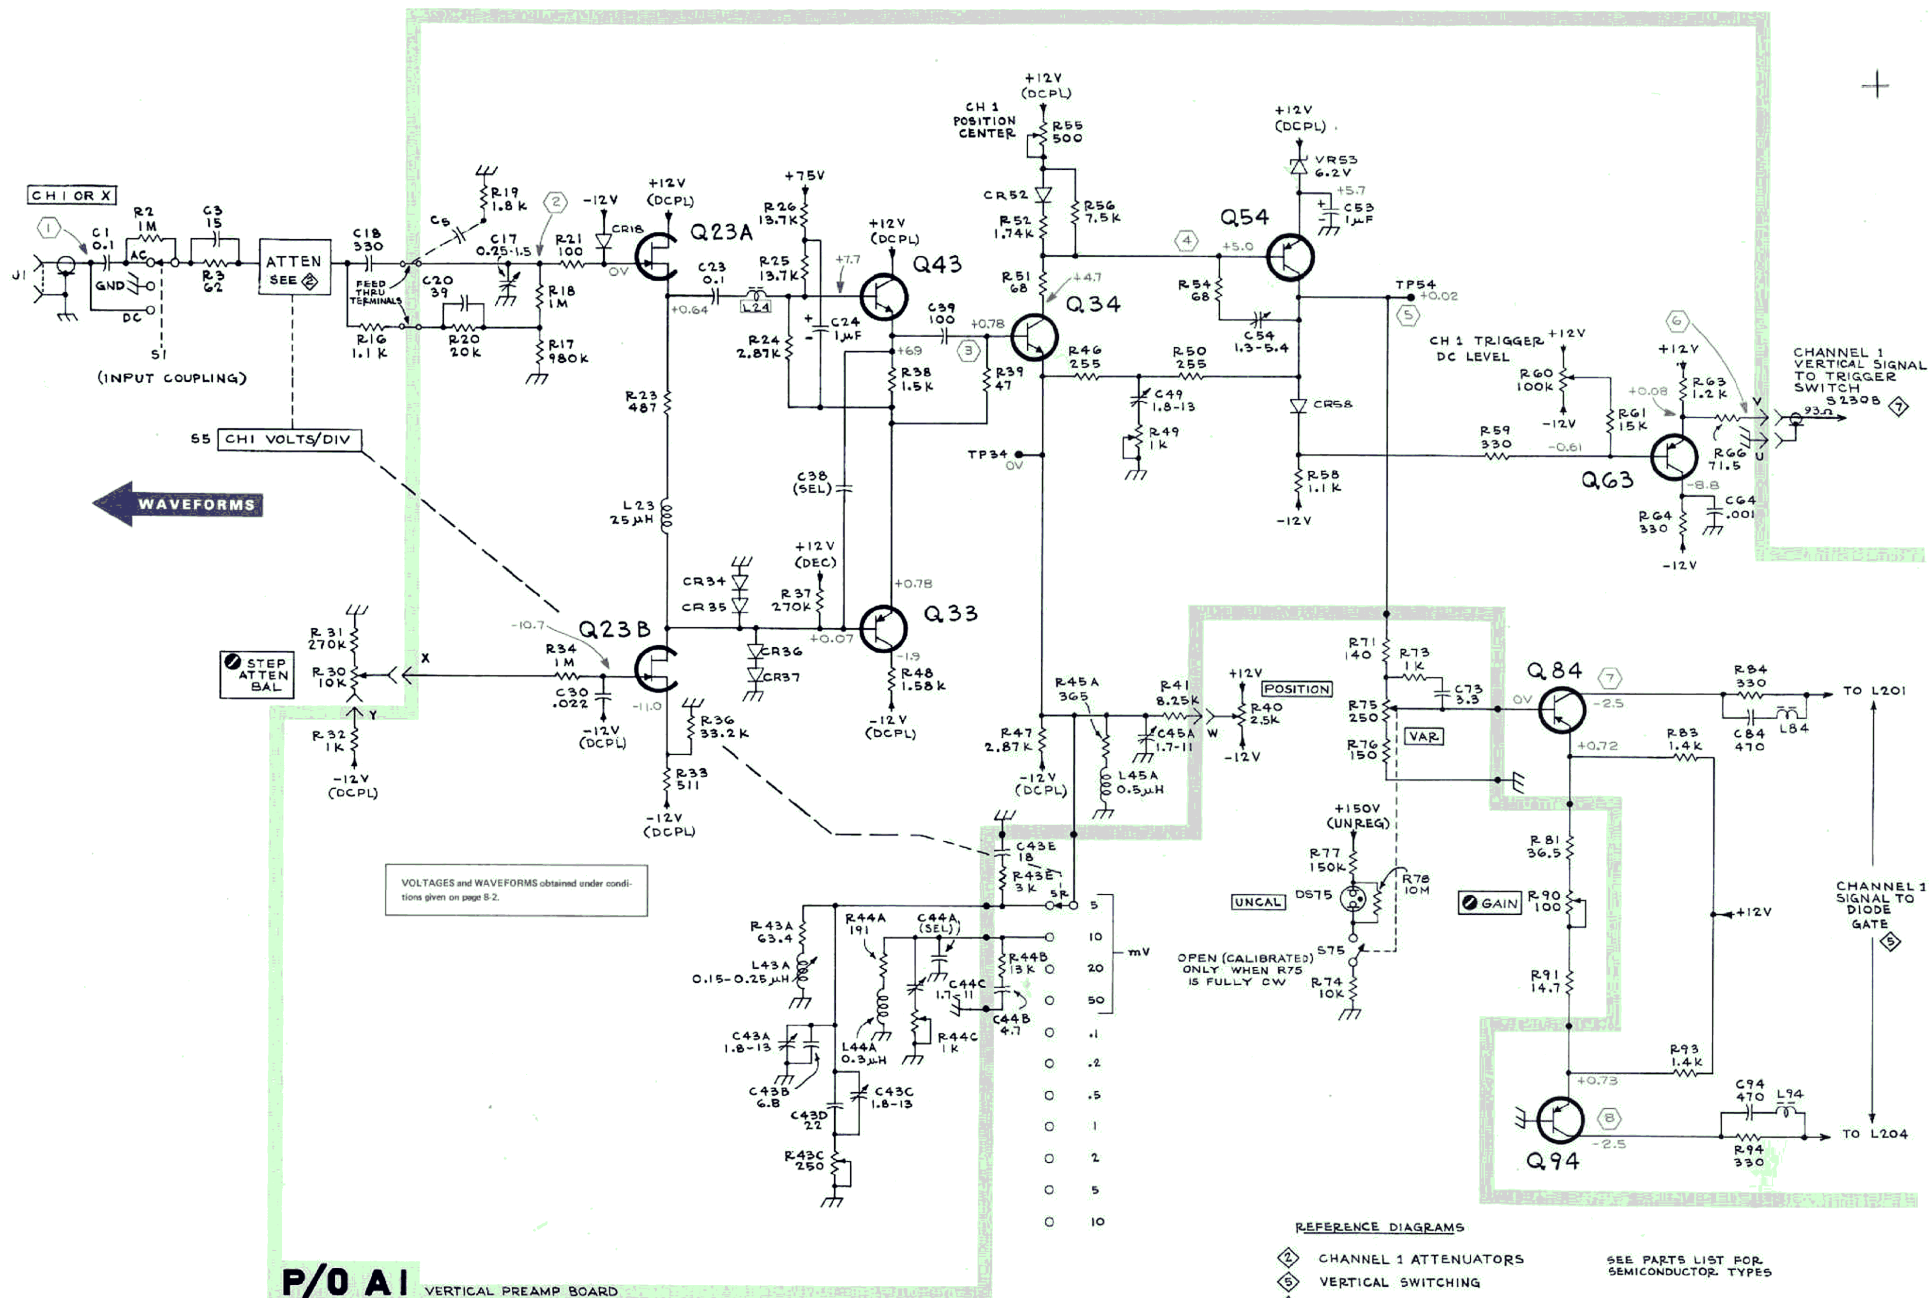 +12V
(DCPL)
CH 1
POSITION
CENTER
R55
500
+12V
(DCPL)
VR53
6.2V
+5.7
C53
1µF
CH1 OR X
1
J1
C1
0.1
R2
1M
AC
GND
DC
S1
(INPUT COUPLING)
C3
15
R3
62
ATTEN
SEE 2
C18
330
FEED
THRU
TERMINALS
R16
1.1K
C20
39
R20
20K
C5
R19
1.8K
C17
0.25-1.5
2
R21
100
R18
1M
R17
980K
-12V
CR18
0V
+12V
(DCPL)
Q23A
+0.64
C23
0.1
L24
+75V
R26
13.7K
R25
13.7K
C24
1µF
R24
2.87K
+7.7
+12V
(DCPL)
Q43
C39
100
3
+0.78
+6.9
R38
1.5K
R39
47
CR52
R52
1.74K
R56
7.5K
R51
68
+4.7
Q34
4
+5.0
Q54
R54
68
C54
1.3-5.4
TP54
+0.02
5
R46
255
R50
255
C49
1.8-13
R49
1K
TP34
0V
CR58
R58
1.1K
-12V
CH 1 TRIGGER
DC LEVEL
+12V
R60
100K
-12V
R61
15K
R59
330
-0.61
Q63
+0.08
+12V
R63
1.2K
6
R66
71.5
V
U
93Ω
CHANNEL 1
VERTICAL SIGNAL
TO TRIGGER
SWITCH
S230B
7
-8.8
R64
330
C64
.001
-12V
S5
CH1 VOLTS/DIV
WAVEFORMS
R23
487
L23
25µH
C38
(SEL)
+12V
(DEC)
R37
270K
CR34
CR35
CR36
CR37
+0.07
+0.78
Q33
-1.9
R48
1.58K
-12V
(DCPL)
R31
270K
STEP
ATTEN
BAL
R30
10K
X
Y
R32
1K
-12V
(DCPL)
-10.7
Q23B
R34
1M
C30
.022
-12V
(DCPL)
-11.0
R36
33.2K
R33
511
-12V
(DCPL)
R47
2.87K
-12V
(DCPL)
R45A
365
L45A
0.5µH
R41
8.25K
C45A
1.7-11
W
+12V
R40
2.5K
-12V
POSITION
R71
140
R73
1K
C73
3.3
R75
250
VAR
R76
150
0V
Q84
7
-2.5
+0.72
R84
330
C84
470
L84
TO L201
R83
1.4K
R81
36.5
GAIN
R90
100
R91
14.7
+12V
CHANNEL 1
SIGNAL TO
DIODE
GATE
5
R93
1.4K
+0.73
Q94
8
-2.5
C94
470
L94
R94
330
TO L204
+150V
(UNREG)
R77
150K
UNCAL
DS75
R78
10M
S75
OPEN (CALIBRATED)
ONLY WHEN R75
IS FULLY CW
R74
10K
VOLTAGES and WAVEFORMS obtained under condi-
tions given on page 8-2.
C43E
18
R43E
3K
5R
5
10
20
50
mV
.1
.2
.5
1
2
5
10
R43A
63.4
L43A
0.15-0.25µH
R44A
191
C44A
(SEL)
R44B
13K
C44C
1.7-11
C44B
4.7
L44A
0.3µH
R44C
1K
C43A
1.8-13
C43B
6.8
C43D
22
C43C
1.8-13
R43C
250
P/O A1 VERTICAL PREAMP BOARD
REFERENCE DIAGRAMS
2 CHANNEL 1 ATTENUATORS
5 VERTICAL SWITCHING
SEE PARTS LIST FOR
SEMICONDUCTOR TYPES